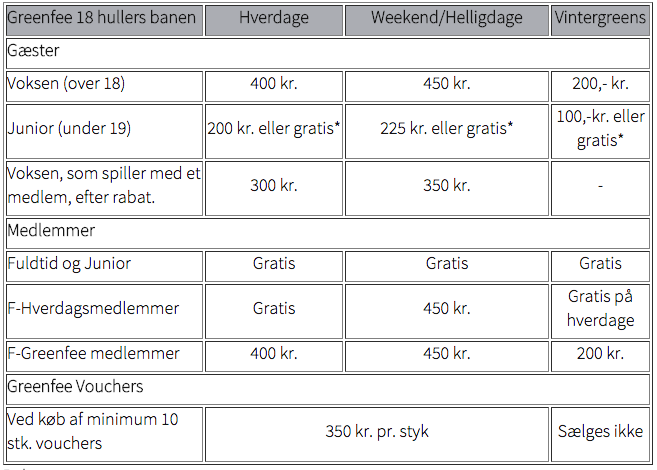 Greenfee 18 hullers banen Hverdage Weekend/Helligdage Vintergreens
Gæster
Voksen (over 18) 400 kr. 450 kr. 200,- kr.
Junior (under 19) 200 kr. eller gratis* 225 kr. eller gratis* 100,-kr. eller
gratis*
Voksen, som spiller med et
medlem, efter rabat. 300 kr. 350 kr. -
Medlemmer
Fuldtid og Junior Gratis Gratis Gratis
F-Hverdagsmedlemmer Gratis 450 kr. Gratis på
hverdage
F-Greenfee medlemmer 400 kr. 450 kr. 200 kr.
Greenfee Vouchers
Ved køb af minimum 10
stk. vouchers 350 kr. pr. styk Sælges ikke